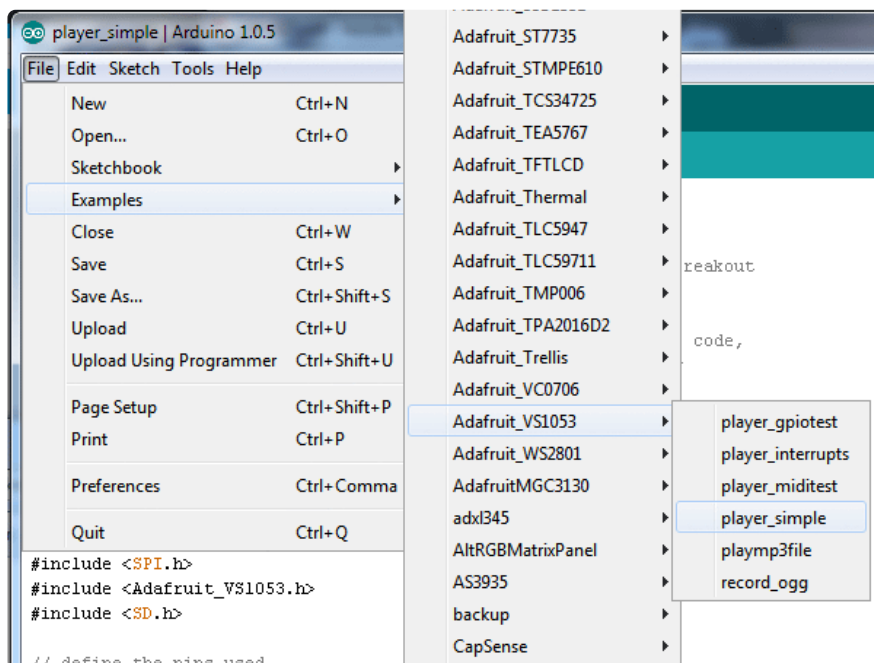 player_simple | Arduino 1.0.5
File Edit Sketch Tools Help
New Ctrl+N
Open... Ctrl+O
Sketchbook
Examples
Close Ctrl+W
Save Ctrl+S
Save As... Ctrl+Shift+S
Upload Ctrl+U
Upload Using Programmer Ctrl+Shift+U
Page Setup Ctrl+Shift+P
Print Ctrl+P
Preferences Ctrl+Comma
Quit Ctrl+Q
Adafruit_ST7735
Adafruit_STMPE610
Adafruit_TCS34725
Adafruit_TEA5767
Adafruit_TFTLCD
Adafruit_Thermal
Adafruit_TLC5947
Adafruit_TLC59711
Adafruit_TMP006
Adafruit_TPA2016D2
Adafruit_Trellis
Adafruit_VC0706
Adafruit_VS1053
Adafruit_WS2801
AdafruitMGC3130
adxl345
AltRGBMatrixPanel
AS3935
backup
CapSense
player_gpiotest
player_interrupts
player_miditest
player_simple
playmp3file
record_ogg
reakout
code,
#include <SPI.h>
#include <Adafruit_VS1053.h>
#include <SD.h>
// define the pins used